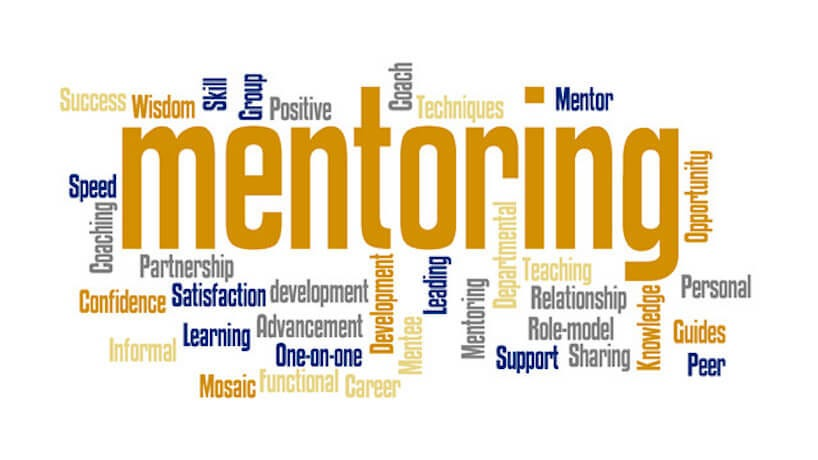 Success
Wisdom
Skill
Group
Positive
Coach
Techniques
Mentor
mentoring
Speed
Coaching
Opportunity
Partnership
Departmental
Teaching
Confidence
Satisfaction
development
Development
Leading
Mentoring
Relationship
Personal
Informal
Learning
Advancement
Mentee
Role-model
Knowledge
Guides
One-on-one
Support
Sharing
Peer
Mosaic
Functional
Career